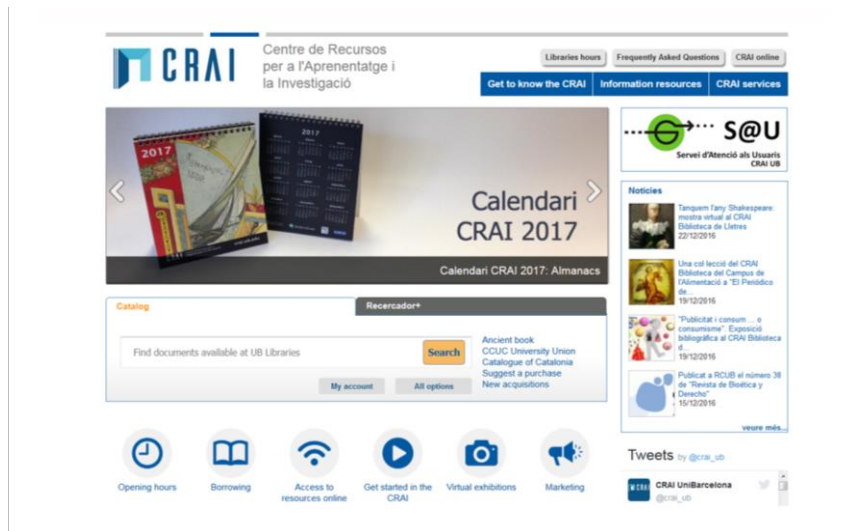 CRAI
Centre de Recursos
per a l'Aprenentatge i
la Investigació
Libraries hours
Frequently Asked Questions
CRAI online
Get to know the CRAI
Information resources
CRAI services
2017
2017
CRAI
Calendari
CRAI 2017
Calendari CRAI 2017: Almanacs
S@U
Servei d'Atenció als Usuaris
CRAI UB
Notícies
Tanquem l'any Shakespeare:
mostra virtual al CRAI
Biblioteca de Lletres
22/12/2016
Una col·lecció del CRAI
Biblioteca del Campus de
l'Alimentació a "El Periódico
de...
19/12/2016
"Publicitat i consum ... o
consumisme". Exposició
bibliogràfica al CRAI Biblioteca
d...
19/12/2016
Publicat a RCUB el número 38
de "Revista de Bioética y
Derecho"
15/12/2016
veure més...
Catalog
Recercador+
Find documents available at UB Libraries
Search
My account
All options
Ancient book
CCUC University Union
Catalogue of Catalonia
Suggest a purchase
New acquisitions
Opening hours
Borrowing
Access to
resources online
Get started in the
CRAI
Virtual exhibitions
Marketing
Tweets by @crai_ub
CRAI UniBarcelona
@crai_ub